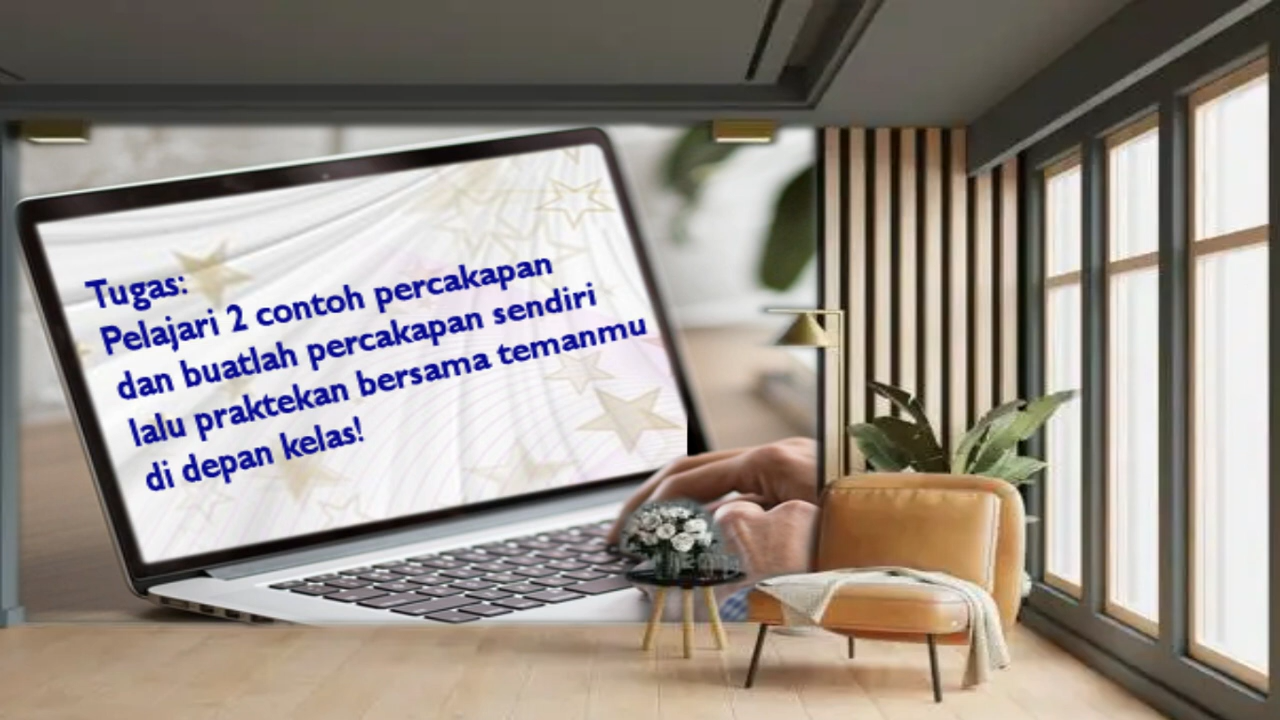 Tugas:
Pelajari 2 contoh percakapan
dan buatlah percakapan sendiri
lalu praktekan bersama temanmu
di depan kelas!